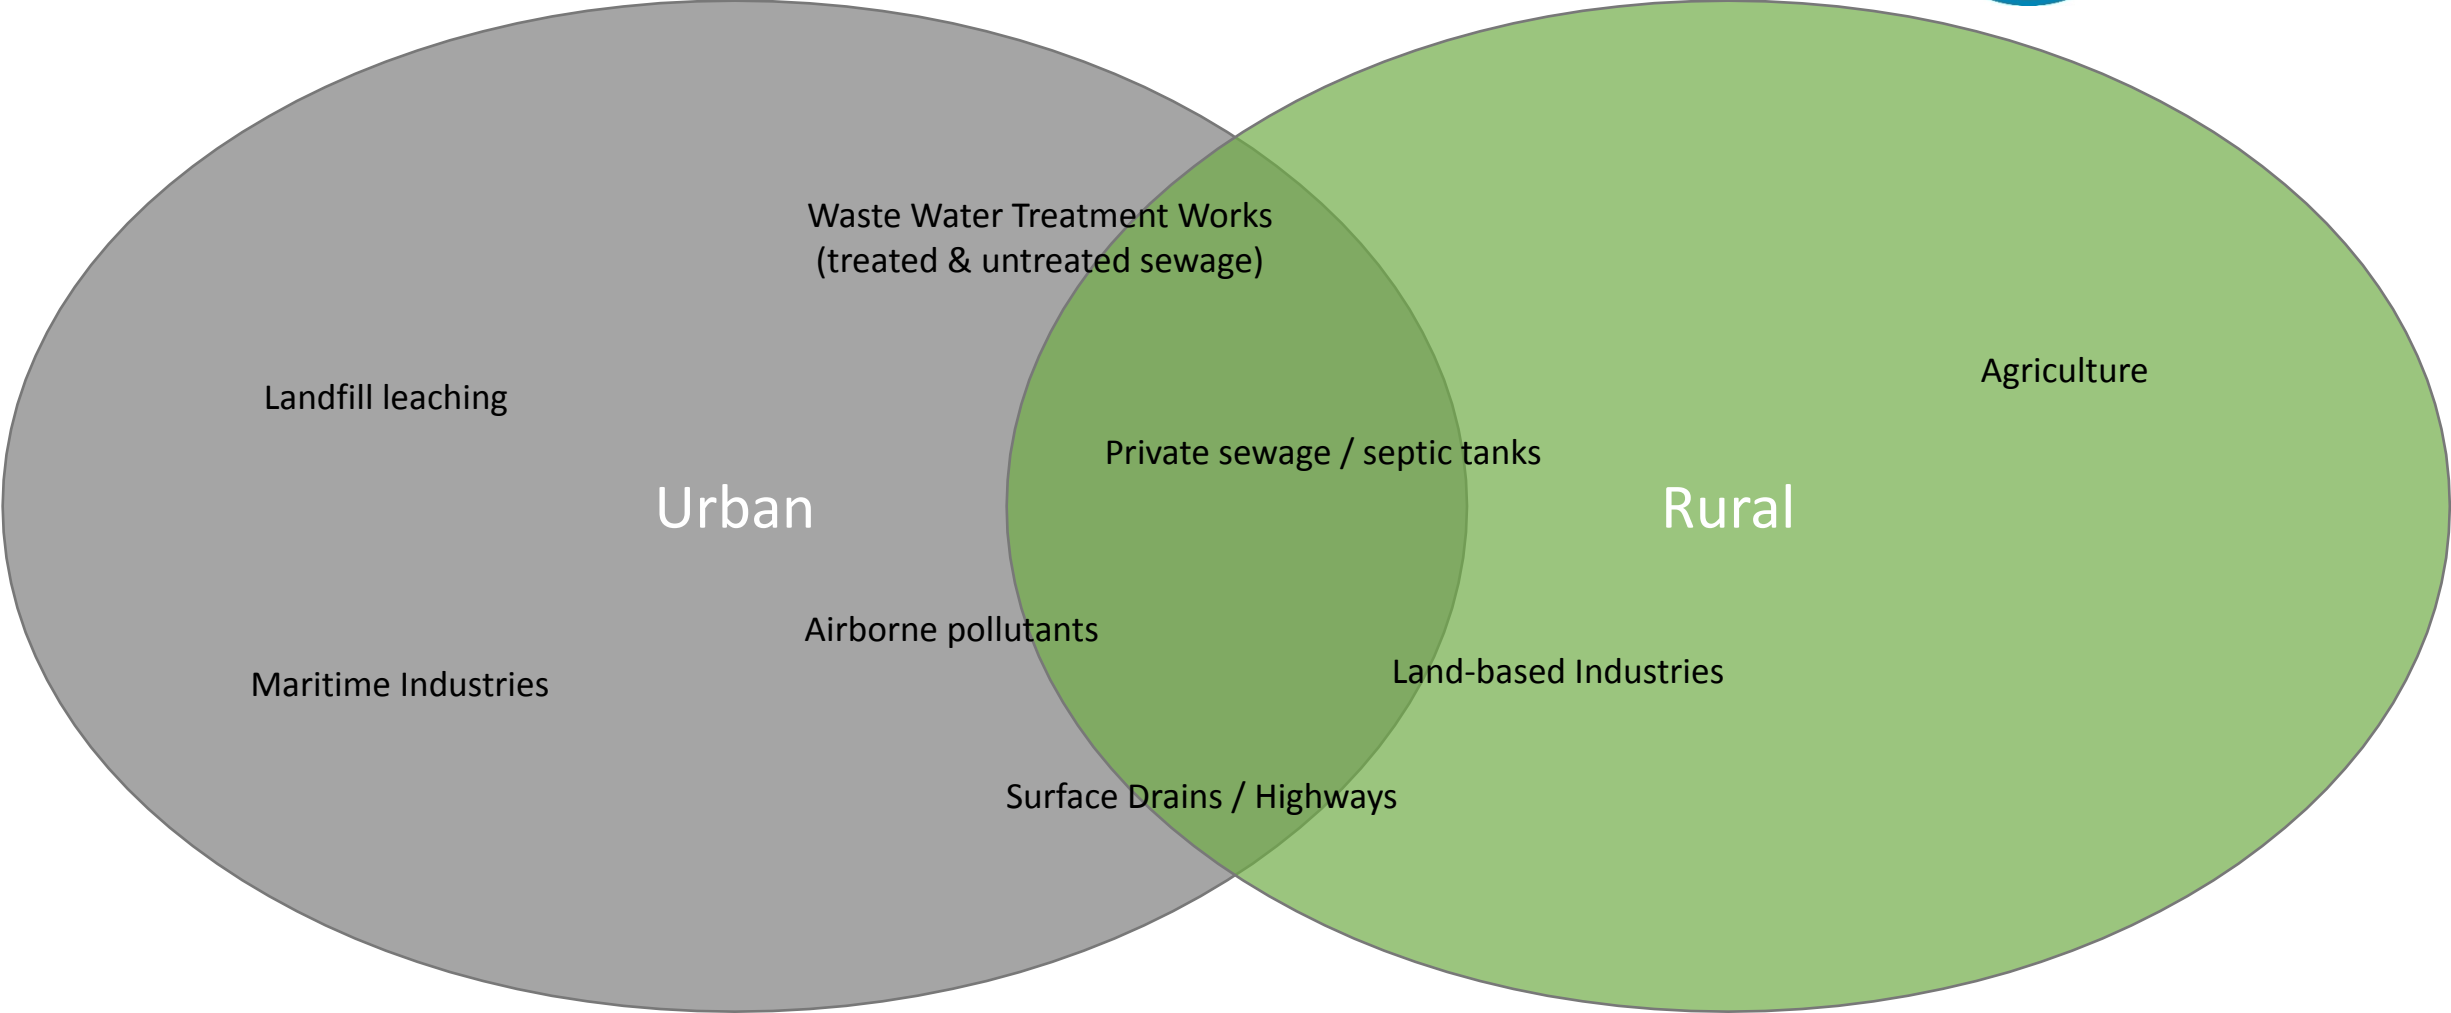 Waste Water Treatment Works
(treated & untreated sewage)
Landfill leaching
Agriculture
Private sewage / septic tanks
Urban
Rural
Airborne pollutants
Maritime Industries
Land-based Industries
Surface Drains / Highways